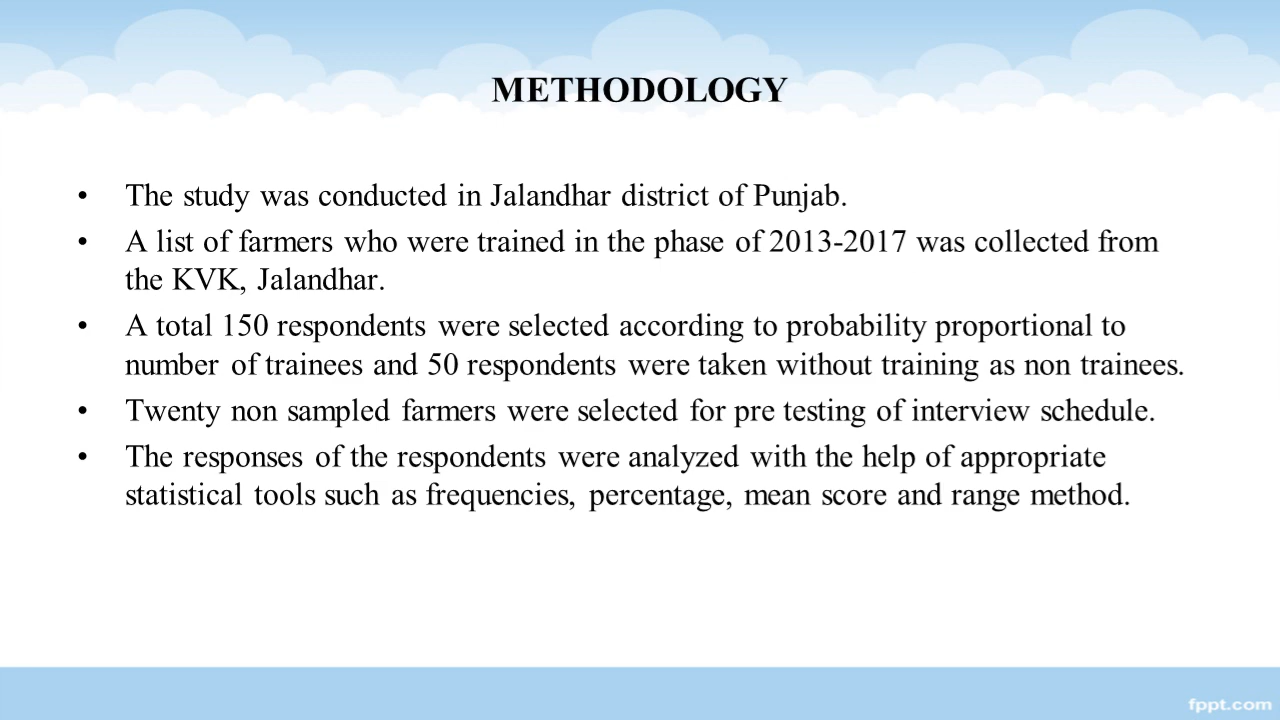 METHODOLOGY
• The study was conducted in Jalandhar district of Punjab.
• A list of farmers who were trained in the phase of 2013-2017 was collected from
the KVK, Jalandhar.
• A total 150 respondents were selected according to probability proportional to
number of trainees and 50 respondents were taken without training as non trainees.
• Twenty non sampled farmers were selected for pre testing of interview schedule.
• The responses of the respondents were analyzed with the help of appropriate
statistical tools such as frequencies, percentage, mean score and range method.
fppt.com